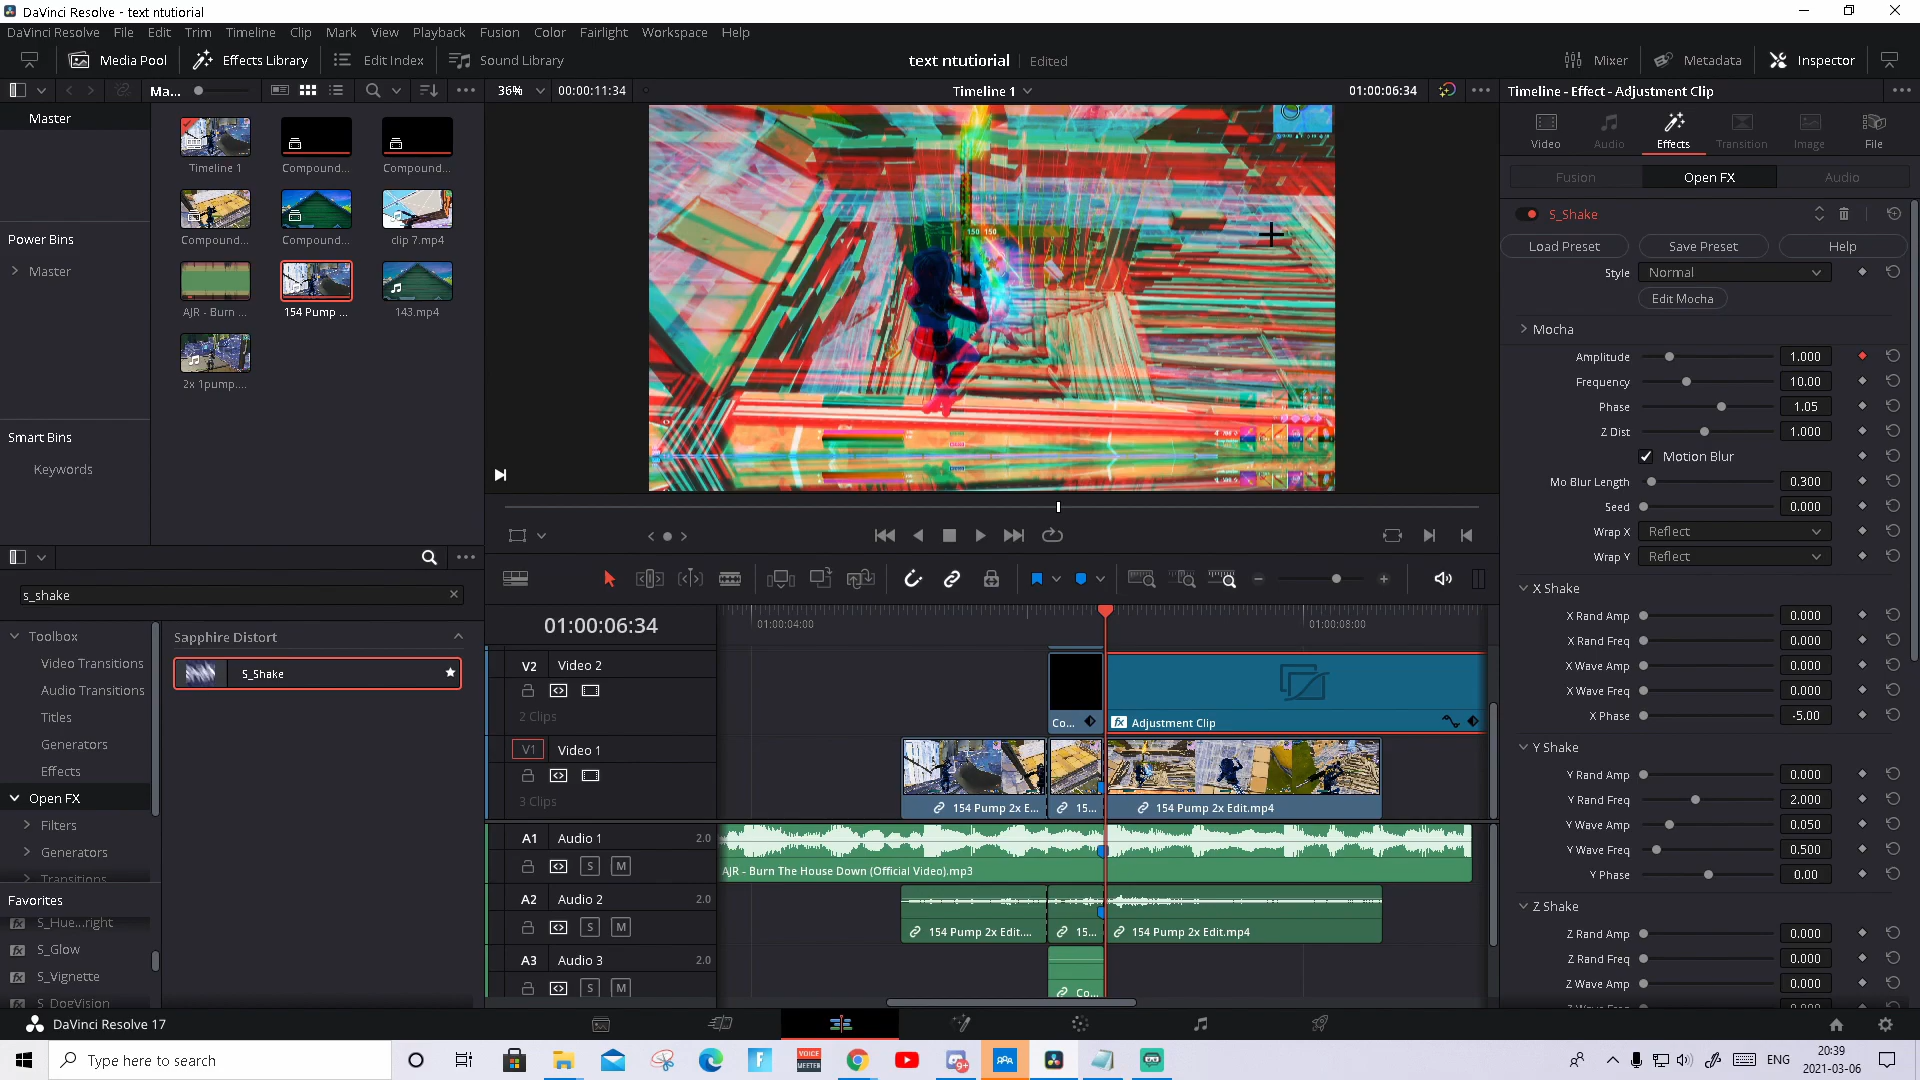 DaVinci Resolve - text ntutiorial
DaVinci Resolve File Edit Trim Timeline Clip Mark View Playback Fusion Color Fairlight Workspace Help
Media Pool Effects Library Edit Index Sound Library
text ntutiorial Edited
Mixer Metadata Inspector
Ma...
36% 00:00:11:34 Timeline 1 01:00:06:34
Timeline - Effect - Adjustment Clip
Master
Power Bins
Master
Smart Bins
Keywords
Timeline 1 Compound... Compound...
Compound... Compound... clip 7.mp4
AJR - Burn ... 154 Pump ... 143.mp4
2x 1pump....
150 150
Video Audio Effects Transition Image File
Fusion Open FX Audio
S_Shake
Load Preset Save Preset Help
Style Normal
Edit Mocha
Mocha
Amplitude 1.000
Frequency 10.00
Phase 1.05
Z Dist 1.000
Motion Blur
Mo Blur Length 0.300
Seed 0.000
Wrap X Reflect
Wrap Y Reflect
X Shake
X Rand Amp 0.000
X Rand Freq 0.000
X Wave Amp 0.000
X Wave Freq 0.000
X Phase -5.00
Y Shake
Y Rand Amp 0.000
Y Rand Freq 2.000
Y Wave Amp 0.050
Y Wave Freq 0.500
Y Phase 0.00
Z Shake
Z Rand Amp 0.000
Z Rand Freq 0.000
Z Wave Amp 0.000
Z Wave Freq 0.000
s_shake
Toolbox
Video Transitions
Audio Transitions
Titles
Generators
Effects
Open FX
Filters
Generators
Transitions
Favorites
S_Hue...right
S_Glow
S_Vignette
S_DogVision
Sapphire Distort
S_Shake
01:00:06:34
01:00:04:00 01:00:08:00
V2 Video 2
2 Clips
Co... Adjustment Clip
V1 Video 1
3 Clips
154 Pump 2x E... 15... 154 Pump 2x Edit.mp4
A1 Audio 1 2.0
S M
AJR - Burn The House Down (Official Video).mp3
A2 Audio 2 2.0
S M
154 Pump 2x Edit.... 15... 154 Pump 2x Edit.mp4
A3 Audio 3 2.0
S M
Co...
DaVinci Resolve 17
Type here to search
VOICE
MEETER
9+
ENG
20:39
2021-03-06